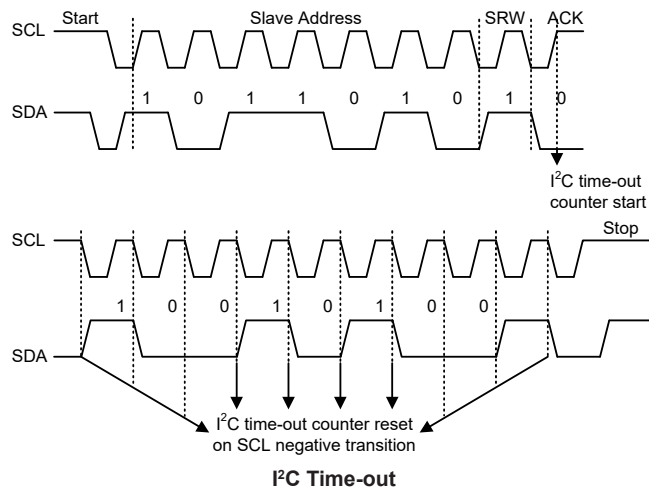 Start Slave Address SRW ACK
SCL
1 0 1 1 0 1 0 1 0
SDA
I²C time-out
counter start
Stop
SCL
1 0 0 1 0 1 0 0
SDA
I²C time-out counter reset
on SCL negative transition
I²C Time-out